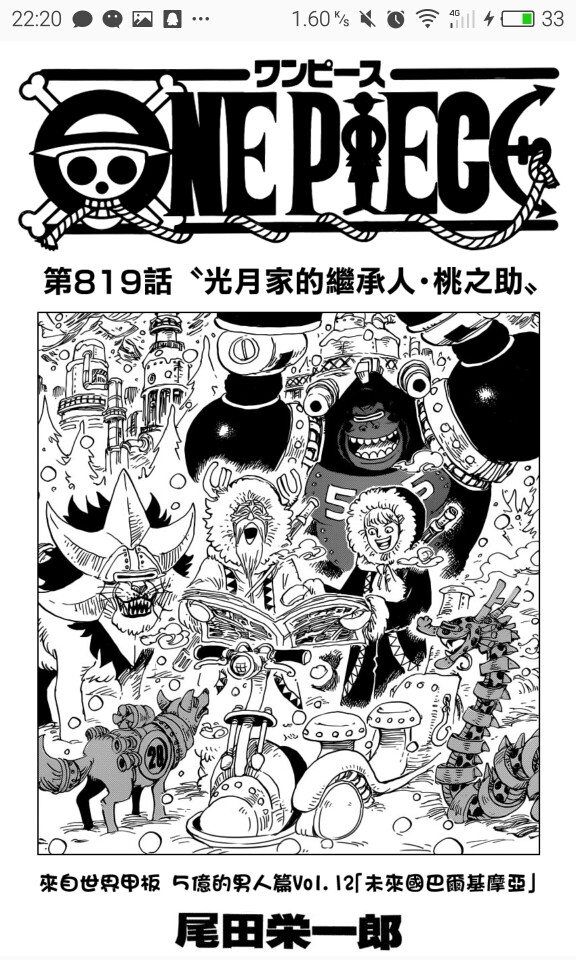 22:20 ··· 1.60 K/s 4G 33
ワンピース
ONE PIECE
第819話〝光月家的繼承人·桃之助〟
5 5
28
來自世界甲板 5億的男人篇Vol. 12「未來國巴爾基摩亞」
尾田栄一郎